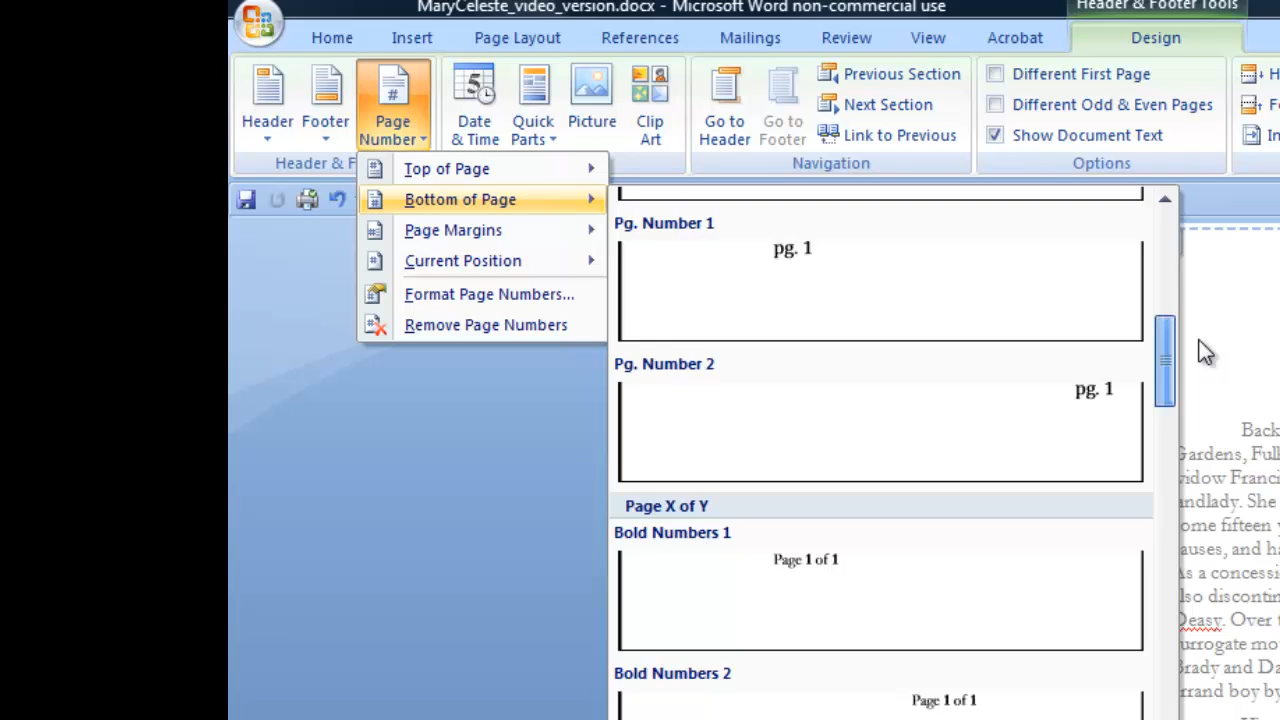 MaryCeleste_video_version.docx - Microsoft Word non-commercial use
Header & Footer Tools
Home Insert Page Layout References Mailings Review View Acrobat Design
Header
Footer
Page
Number
#
Date
& Time
5
Quick
Parts
Picture
Clip
Art
Go to
Header
Go to
Footer
Previous Section
Next Section
Link to Previous
Navigation
Different First Page
Different Odd & Even Pages
Show Document Text
Options
H
F
In
Header & F
Top of Page
Bottom of Page
Page Margins
Current Position
Format Page Numbers...
Remove Page Numbers
Pg. Number 1
pg. 1
Pg. Number 2
pg. 1
Page X of Y
Bold Numbers 1
Page 1 of 1
Bold Numbers 2
Page 1 of 1
Back
Gardens, Full
widow Franci
andlady. She
ome fifteen y
auses, and ha
As a concessi
lso discontin
Deasy. Over t
urrogate mo
Brady and Da
rrand boy by